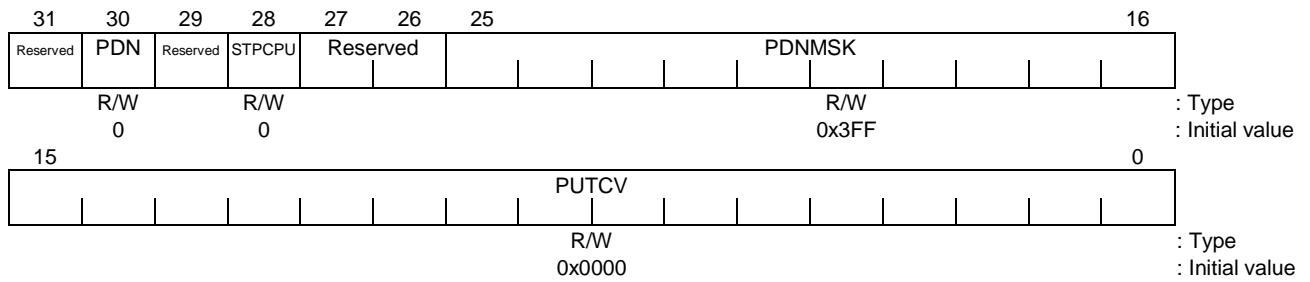 31 30 29 28 27 26 25 16
Reserved PDN Reserved STPCPU Reserved PDNMSK
R/W R/W R/W : Type
0 0 0x3FF : Initial value
15 0
PUTCV
R/W : Type
0x0000 : Initial value